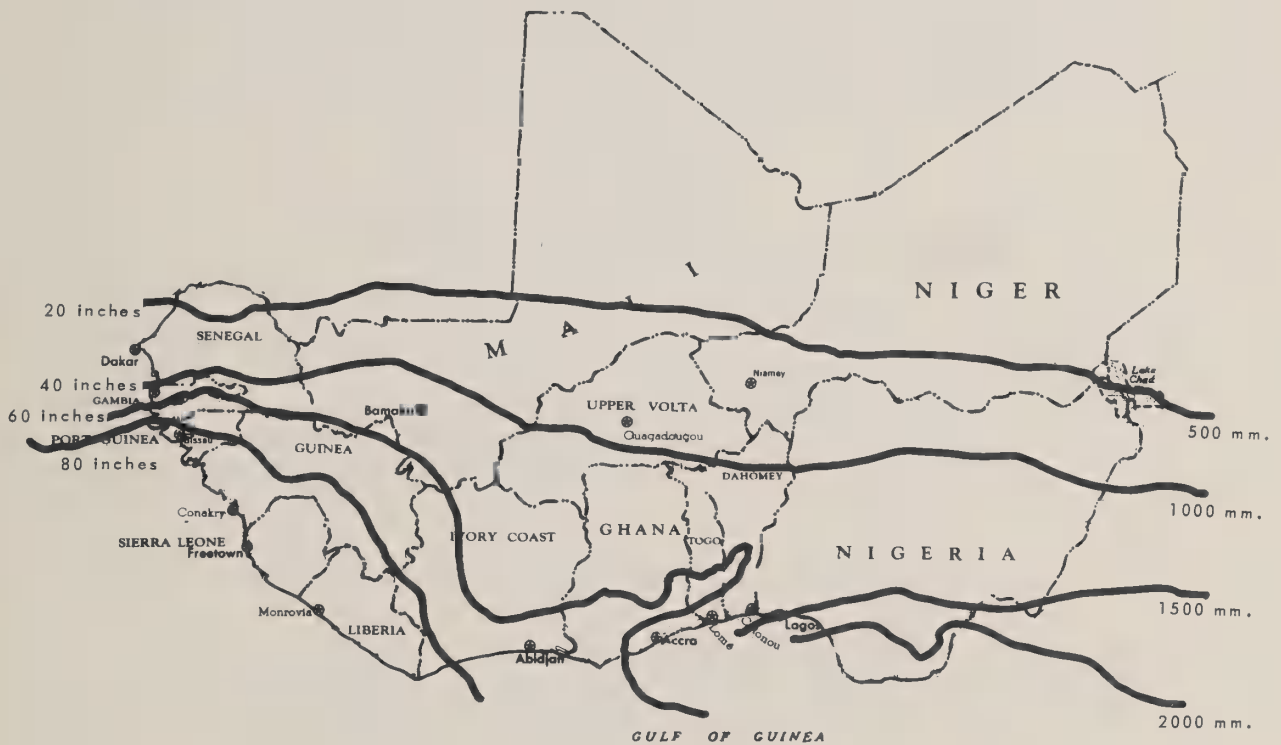 NIGER
20 inches
SENEGAL
M A L I
Dakar
40 inches
GAMBIA
60 inches
PORT GUINEA
Bissau
80 inches
GUINEA
UPPER VOLTA
Ouagadougou
Niamey
Lake
Chad
500 mm.
DAHOMEY
1000 mm.
Conakry
SIERRA LEONE
Freetown
IVORY COAST
GHANA
TOGO
NIGERIA
Monrovia
LIBERIA
Abidjan
Accra
Lome
Lagos
1500 mm.
2000 mm.
GULF OF GUINEA